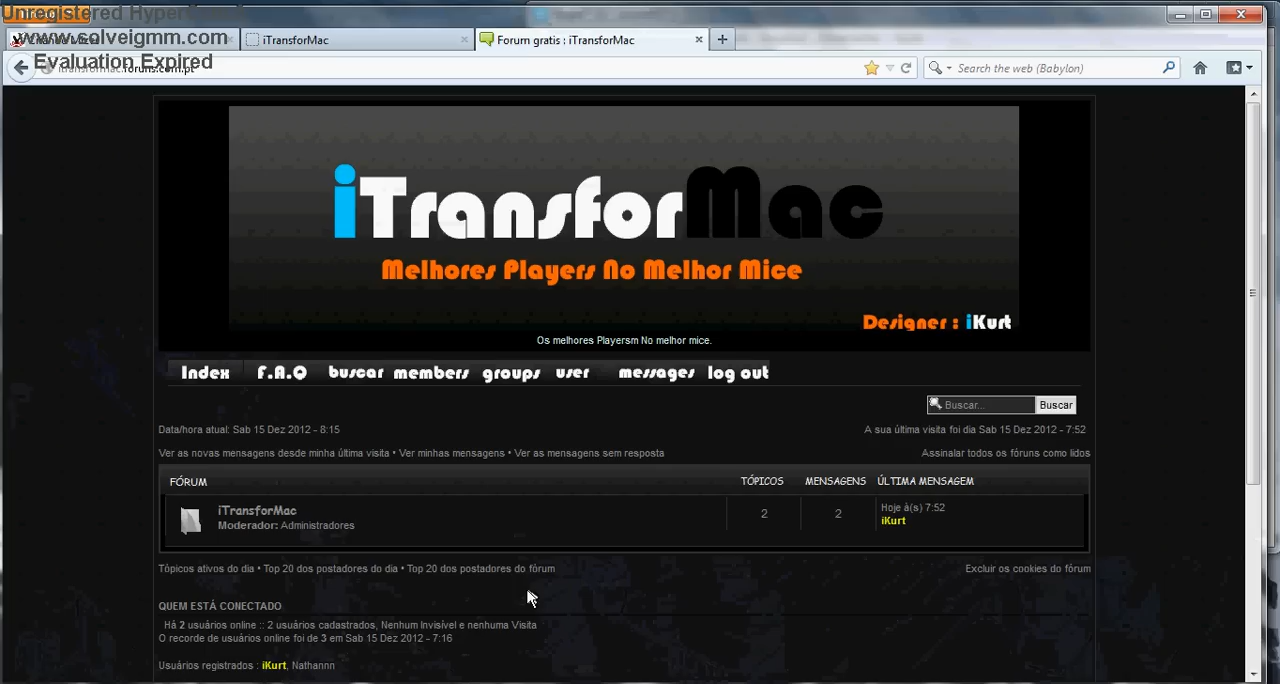 Unregistered Hyper
www.solveigmm.com
Evaluation Expired
iTransforMac
Forum gratis : iTransforMac
itransformac.foruns.com.pt
Search the web (Babylon)
iTransforMac
Melhores Players No Melhor Mice
Designer : iKurt
Os melhores Playersm No melhor mice.
Index F.A.Q buscar members groups user messages log out
Buscar... Buscar
Data/hora atual: Sab 15 Dez 2012 - 8:15
A sua última visita foi dia Sab 15 Dez 2012 - 7:52
Ver as novas mensagens desde minha última visita • Ver minhas mensagens • Ver as mensagens sem resposta
Assinalar todos os fóruns como lidos
FÓRUM TÓPICOS MENSAGENS ÚLTIMA MENSAGEM
iTransforMac
Moderador: Administradores
2 2
Hoje à(s) 7:52
iKurt
Tópicos ativos do dia • Top 20 dos postadores do dia • Top 20 dos postadores do fórum
Excluir os cookies do fórum
QUEM ESTÁ CONECTADO
Há 2 usuários online :: 2 usuários cadastrados, Nenhum Invisível e nenhuma Visita
O recorde de usuários online foi de 3 em Sab 15 Dez 2012 - 7:16
Usuários registrados : iKurt, Nathannn